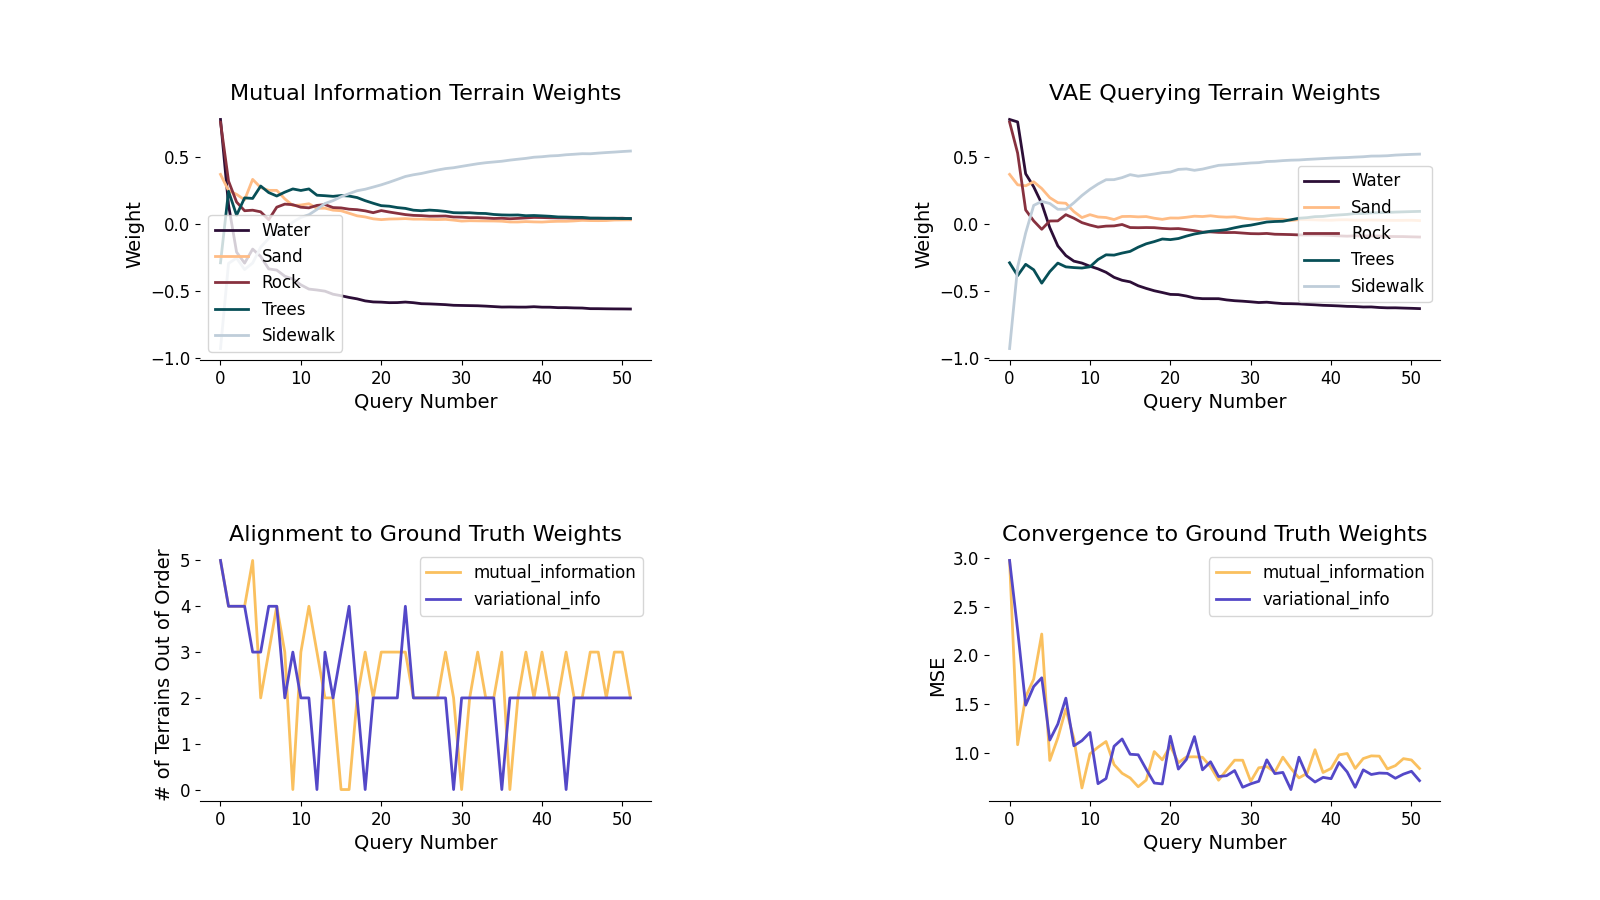 Mutual Information Terrain Weights
Weight
0.5
0.0
−0.5
−1.0
Water
Sand
Rock
Trees
Sidewalk
0 10 20 30 40 50
Query Number
VAE Querying Terrain Weights
Weight
0.5
0.0
−0.5
−1.0
Water
Sand
Rock
Trees
Sidewalk
0 10 20 30 40 50
Query Number
Alignment to Ground Truth Weights
# of Terrains Out of Order
5
4
3
2
1
0
mutual_information
variational_info
0 10 20 30 40 50
Query Number
Convergence to Ground Truth Weights
MSE
3.0
2.5
2.0
1.5
1.0
mutual_information
variational_info
0 10 20 30 40 50
Query Number